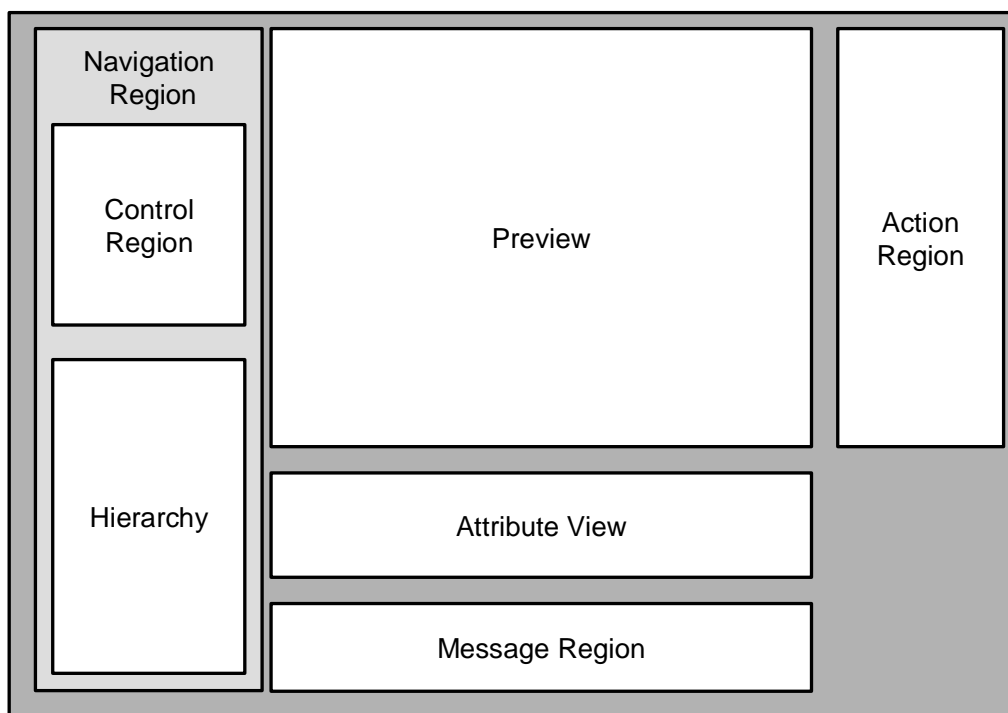 Navigation
Region
Control
Region
Hierarchy
Preview
Attribute View
Message Region
Action
Region